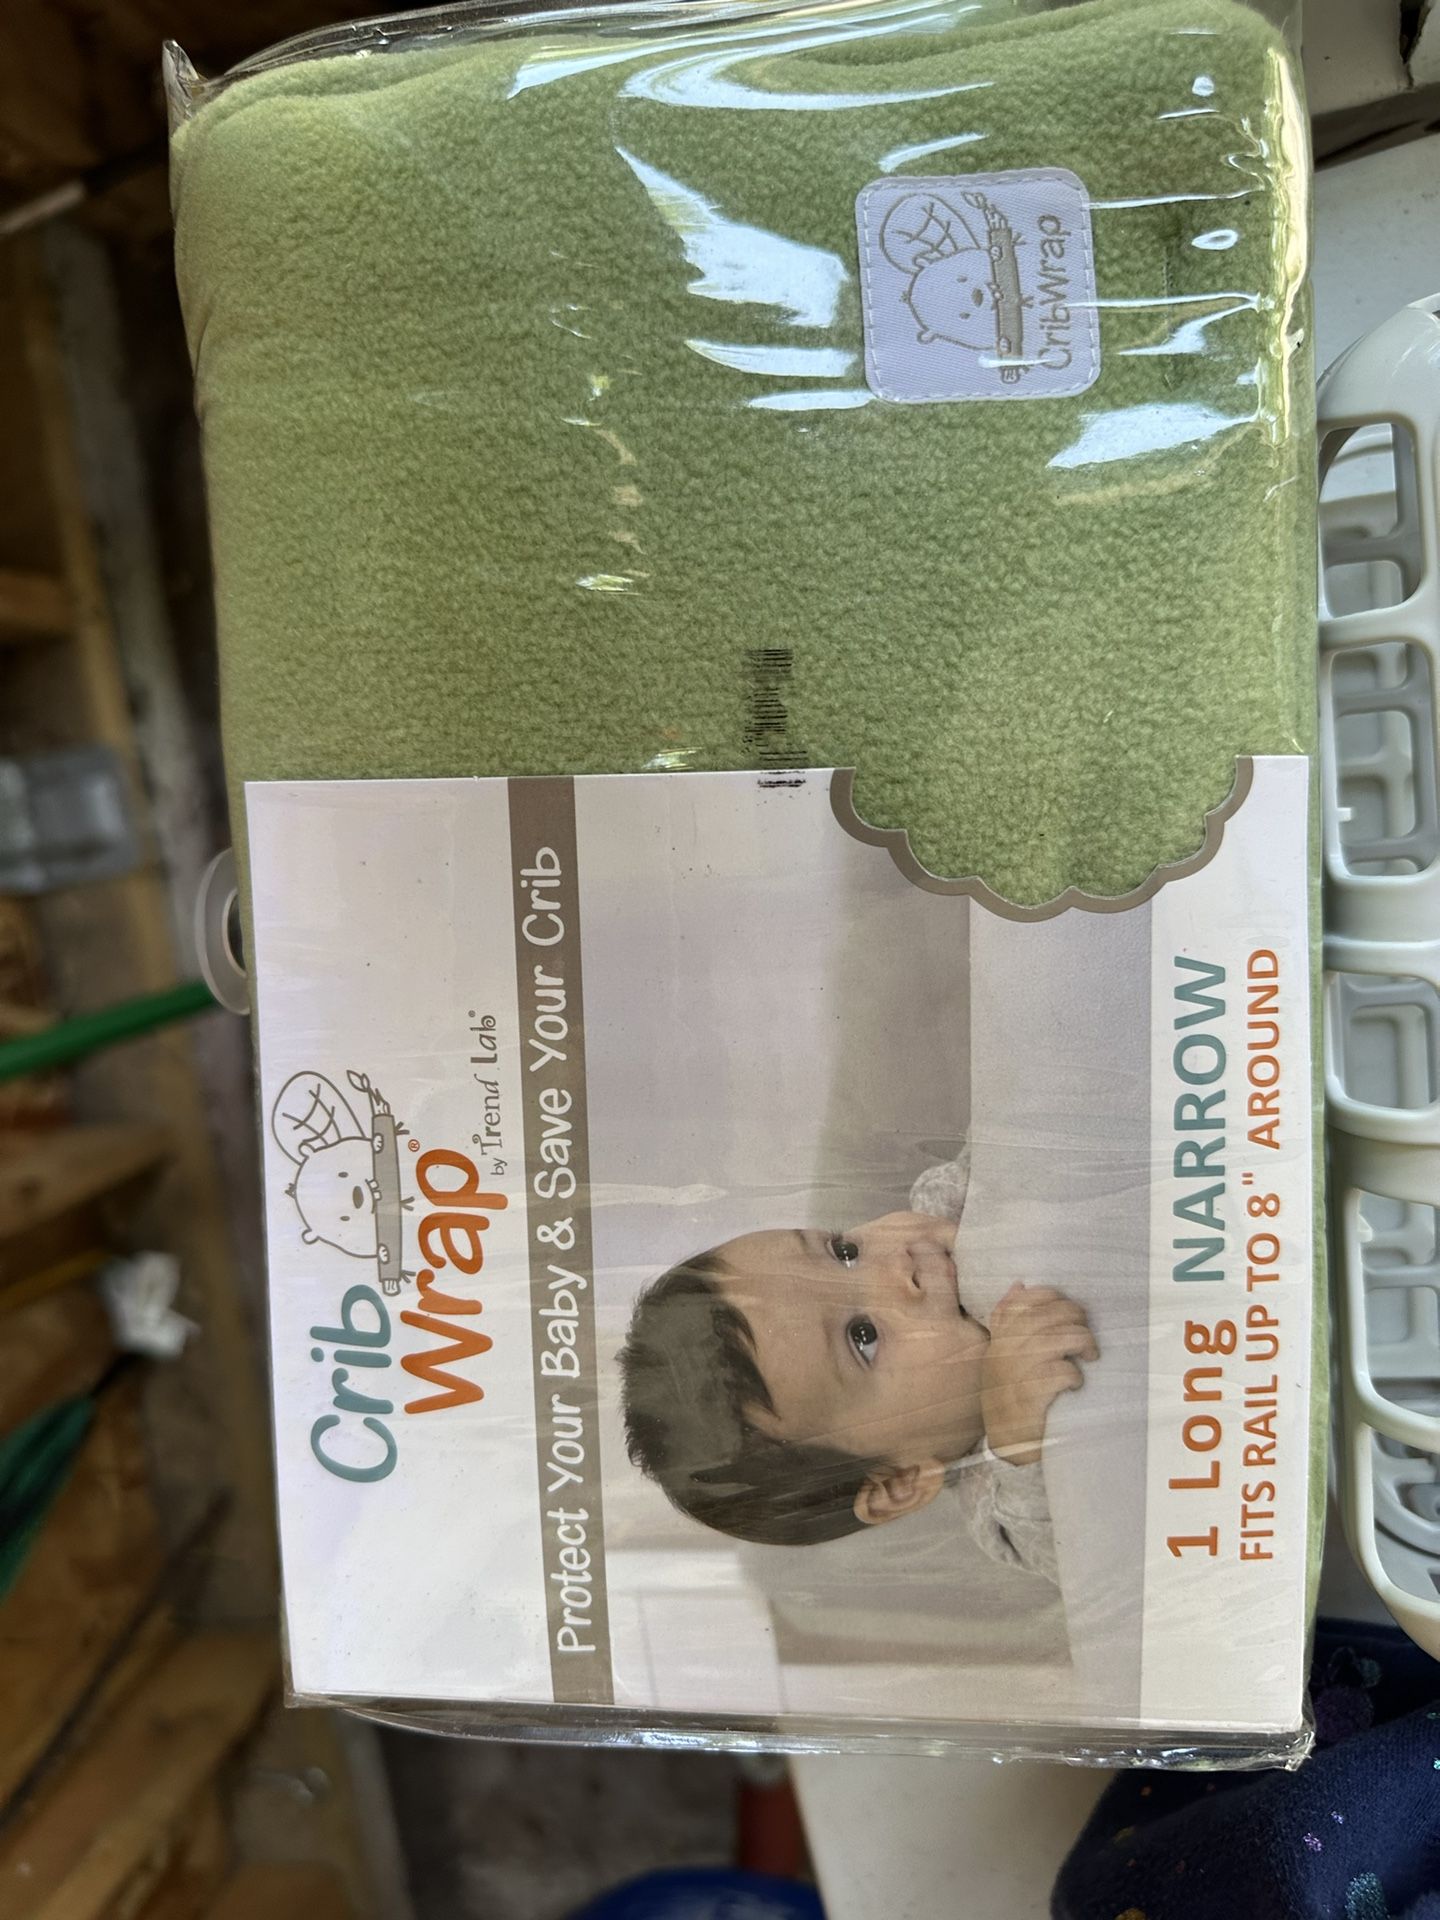 CribWrap
Crib
Wrap®
by Trend Lab®
Protect Your Baby & Save Your Crib
1 Long NARROW
FITS RAIL UP TO 8" AROUND